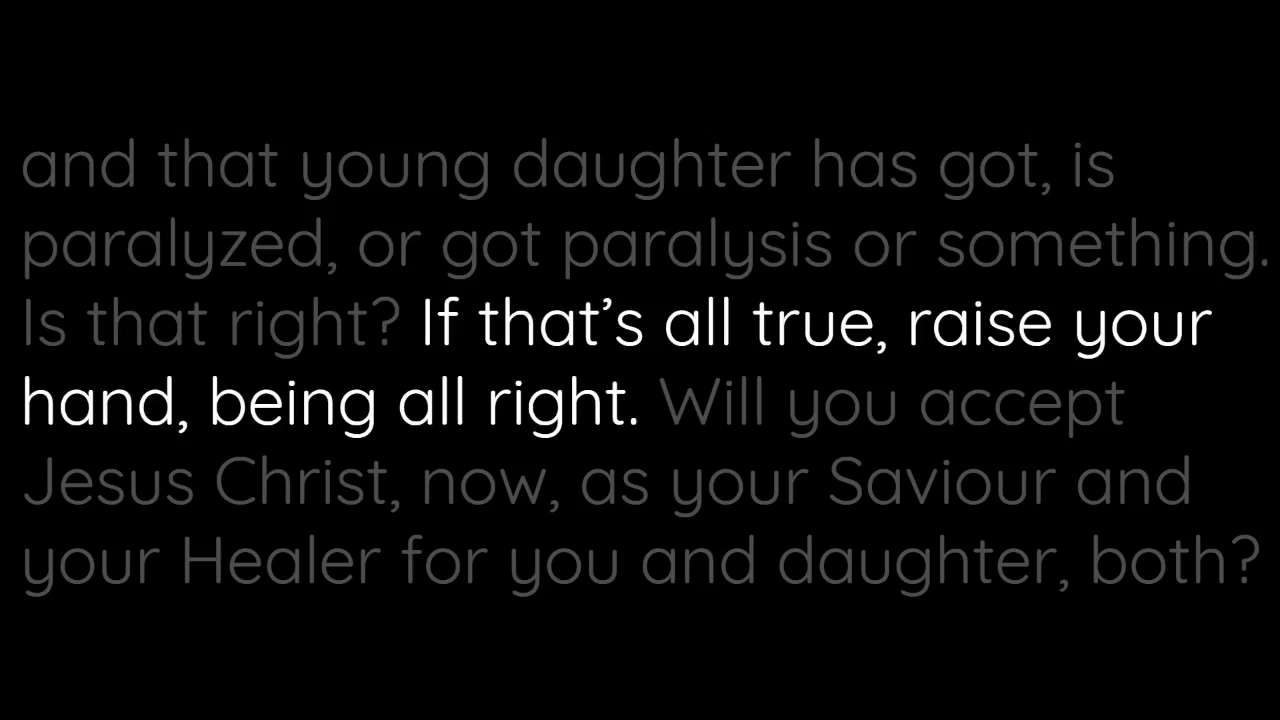 and that young daughter has got, is
paralyzed, or got paralysis or something.
Is that right? If that’s all true, raise your
hand, being all right. Will you accept
Jesus Christ, now, as your Saviour and
your Healer for you and daughter, both?